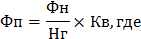 Фп = Фн/Нг × Кв, где